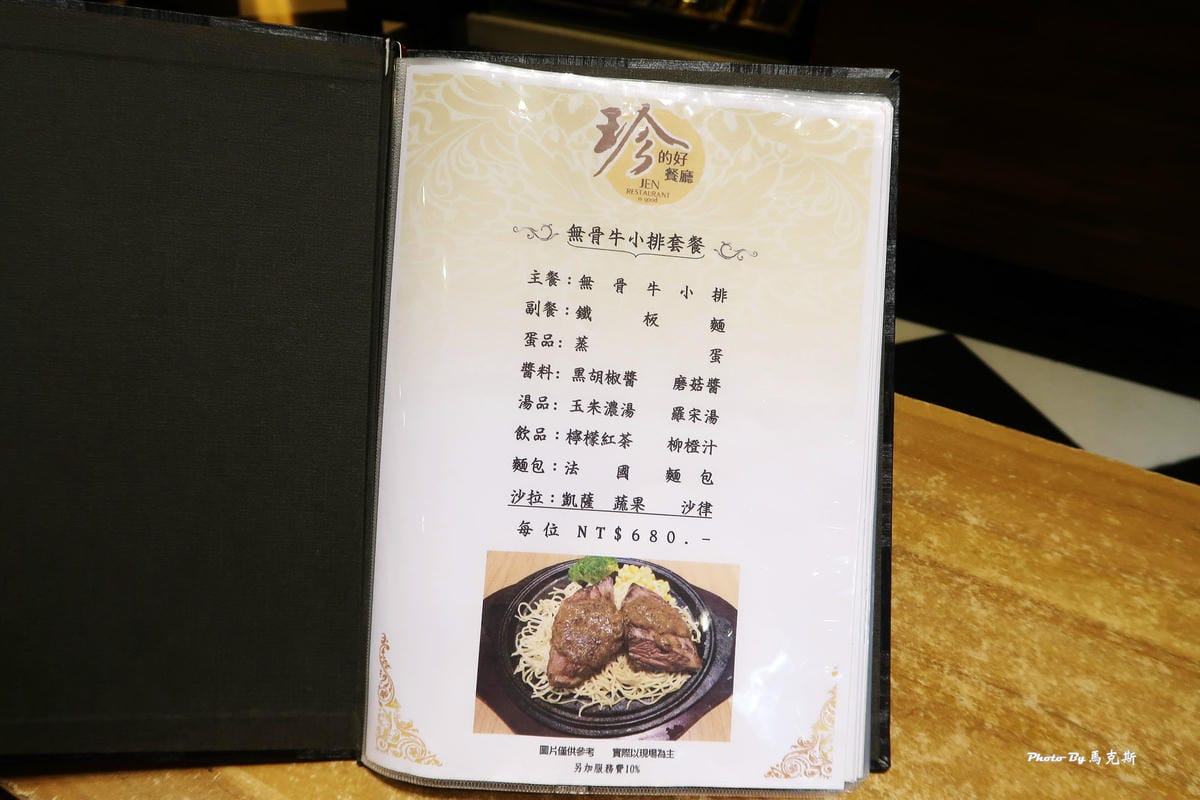 珍
的好
餐廳
JEN
RESTAURANT
is good
無骨牛小排套餐
主餐：無骨牛小排
副餐：鐵板麵
蛋品：蒸蛋
醬料：黑胡椒醬 磨菇醬
湯品：玉米濃湯 羅宋湯
飲品：檸檬紅茶 柳橙汁
麵包：法國麵包
沙拉：凱薩 蔬果 沙律
每位 NT$680.-
圖片僅供參考 實際以現場為主
另加服務費10%
Photo By 馬克斯